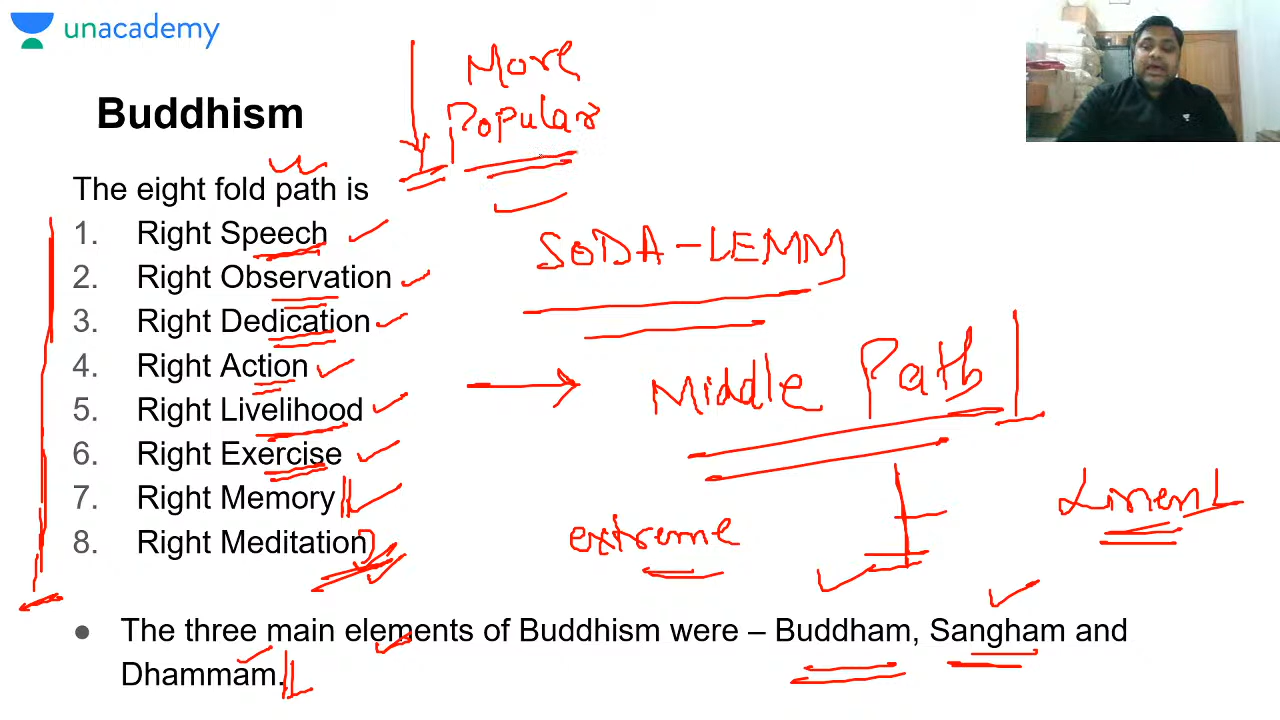 unacademy
More
Popular
Buddhism
The eight fold path is
1. Right Speech
2. Right Observation
3. Right Dedication
4. Right Action
5. Right Livelihood
6. Right Exercise
7. Right Memory
8. Right Meditation
SODA-LEMM
Middle Path
extreme
● The three main elements of Buddhism were – Buddham, Sangham and
Dhammam.